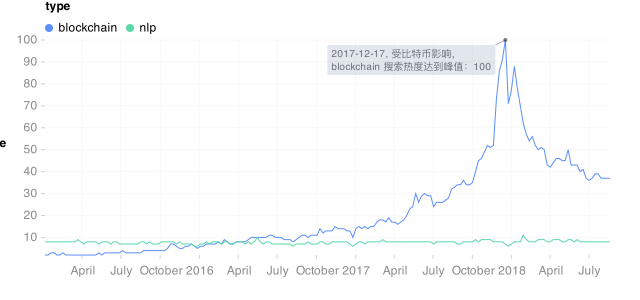 type
blockchain nlp
100
90
80
70
60
50
40
30
20
10
e
2017-12-17, 受比特币影响,
blockchain 搜索热度达到峰值：100
April July October 2016 April July October 2017 April July October 2018 April July